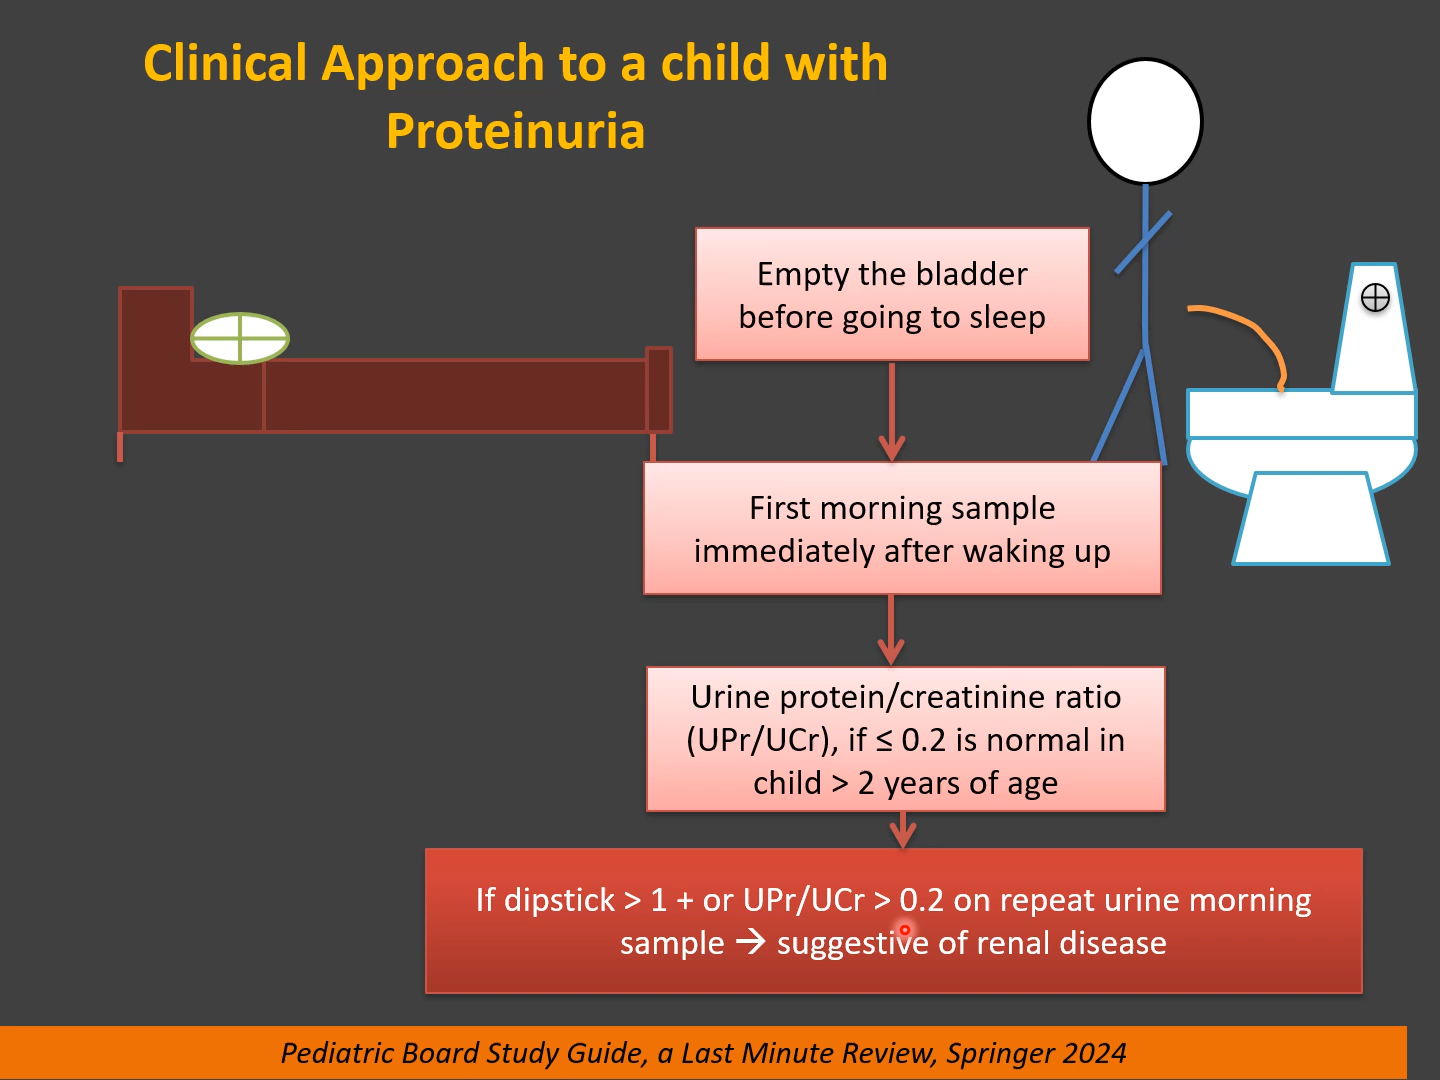 Clinical Approach to a child with
Proteinuria
Empty the bladder
before going to sleep
First morning sample
immediately after waking up
Urine protein/creatinine ratio
(UPr/UCr), if ≤ 0.2 is normal in
child > 2 years of age
If dipstick > 1 + or UPr/UCr > 0.2 on repeat urine morning
sample → suggestive of renal disease
Pediatric Board Study Guide, a Last Minute Review, Springer 2024